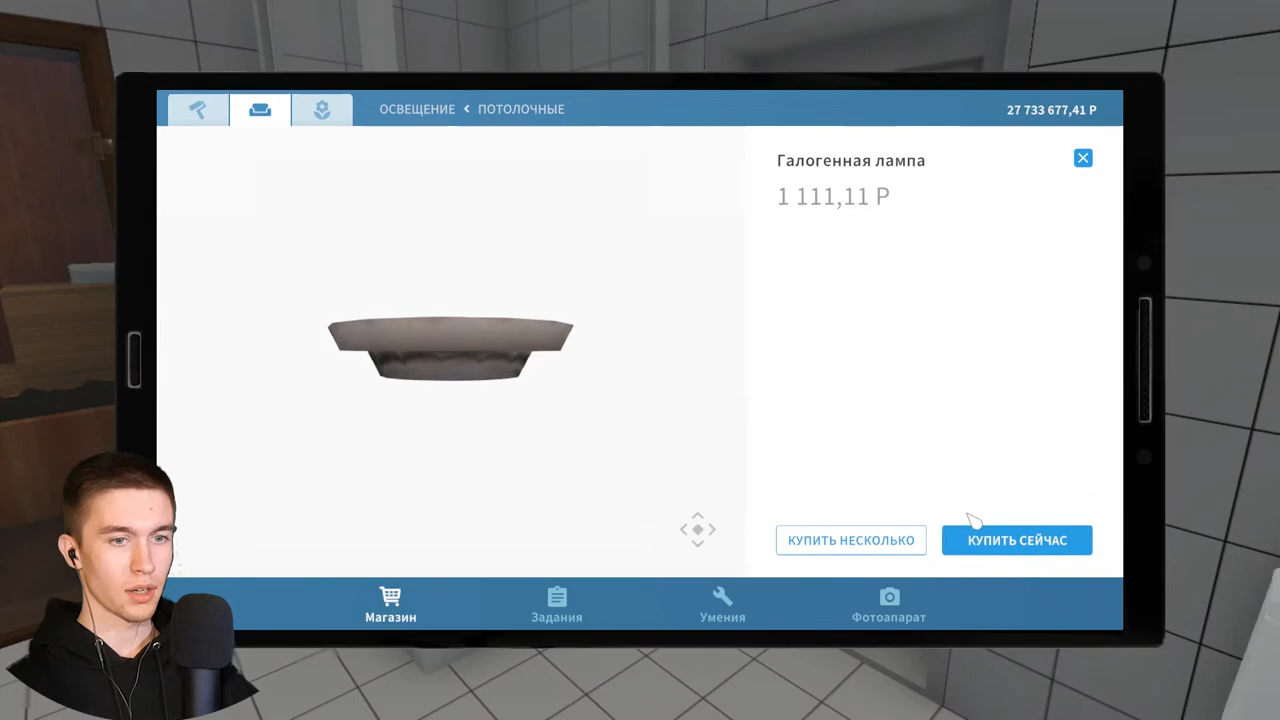 ОСВЕЩЕНИЕ < ПОТОЛОЧНЫЕ
27 733 677,41 Р
Галогенная лампа
1 111,11 Р
КУПИТЬ НЕСКОЛЬКО
КУПИТЬ СЕЙЧАС
Магазин
Задания
Умения
Фотоапарат